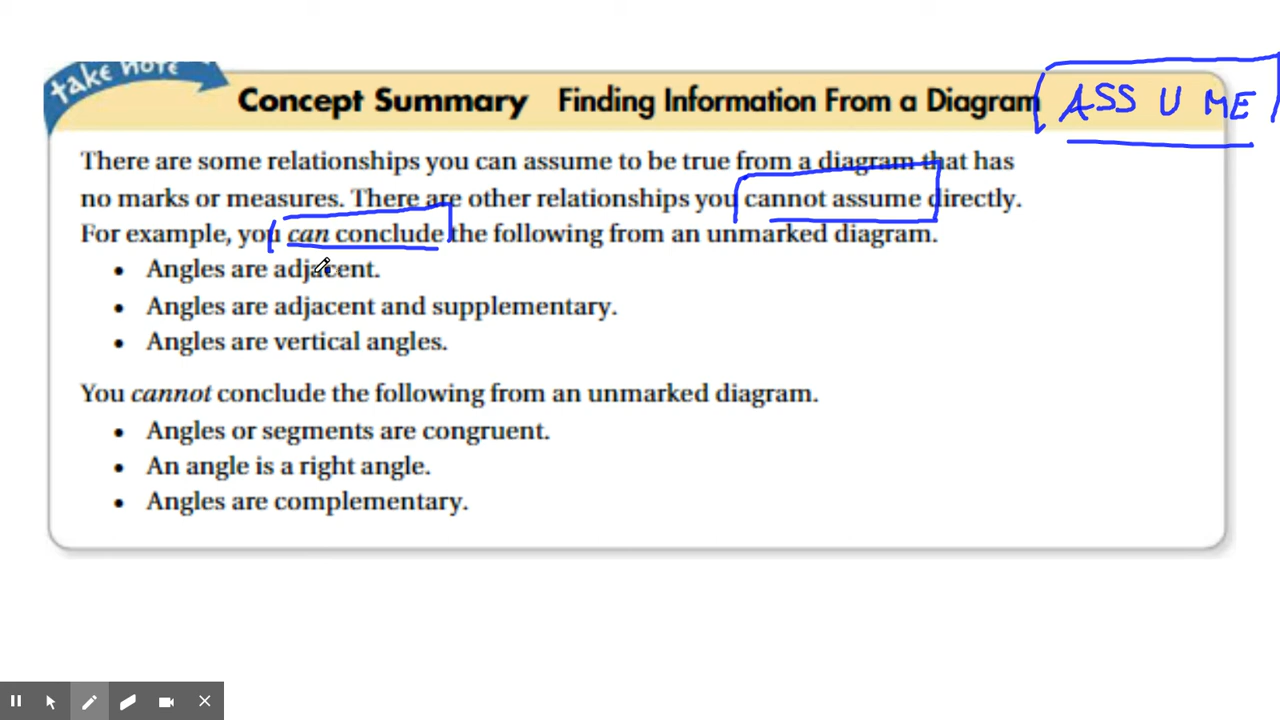 take note
Concept Summary Finding Information From a Diagram
ASS U ME
There are some relationships you can assume to be true from a diagram that has
no marks or measures. There are other relationships you cannot assume directly.
For example, you can conclude the following from an unmarked diagram.
• Angles are adjacent.
• Angles are adjacent and supplementary.
• Angles are vertical angles.
You cannot conclude the following from an unmarked diagram.
• Angles or segments are congruent.
• An angle is a right angle.
• Angles are complementary.